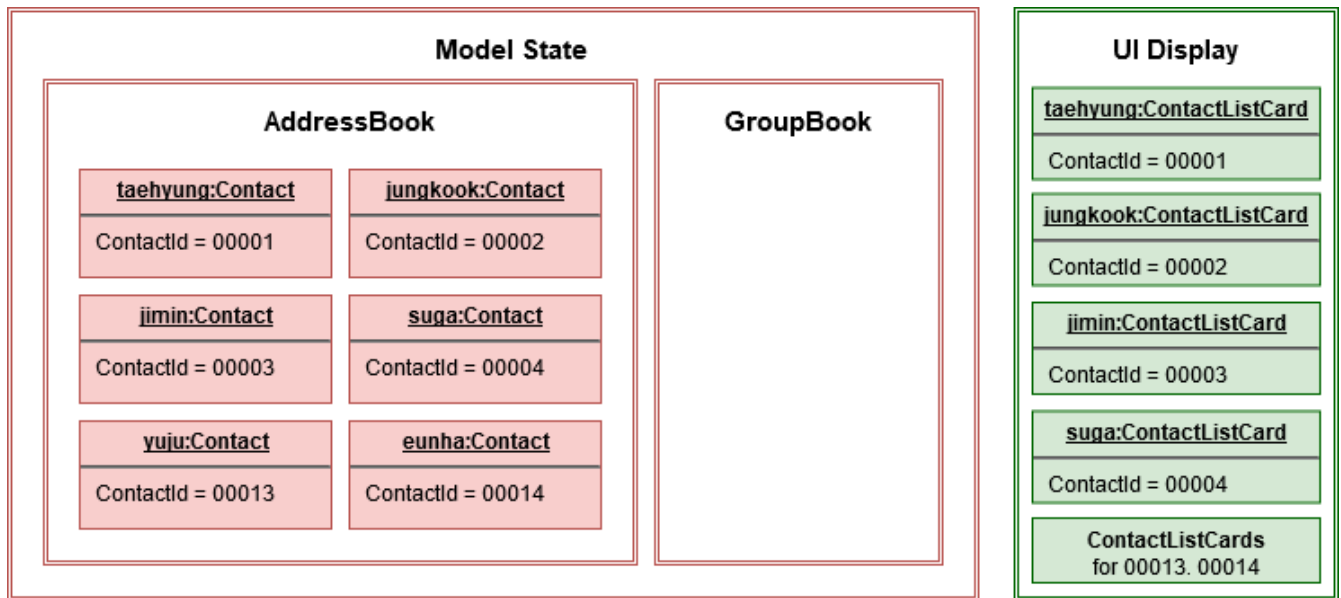 Model State
AddressBook
taehyung:Contact
ContactId = 00001
jungkook:Contact
ContactId = 00002
jimin:Contact
ContactId = 00003
suga:Contact
ContactId = 00004
yuju:Contact
ContactId = 00013
eunha:Contact
ContactId = 00014
GroupBook
UI Display
taehyung:ContactListCard
ContactId = 00001
jungkook:ContactListCard
ContactId = 00002
jimin:ContactListCard
ContactId = 00003
suga:ContactListCard
ContactId = 00004
ContactListCards
for 00013. 00014